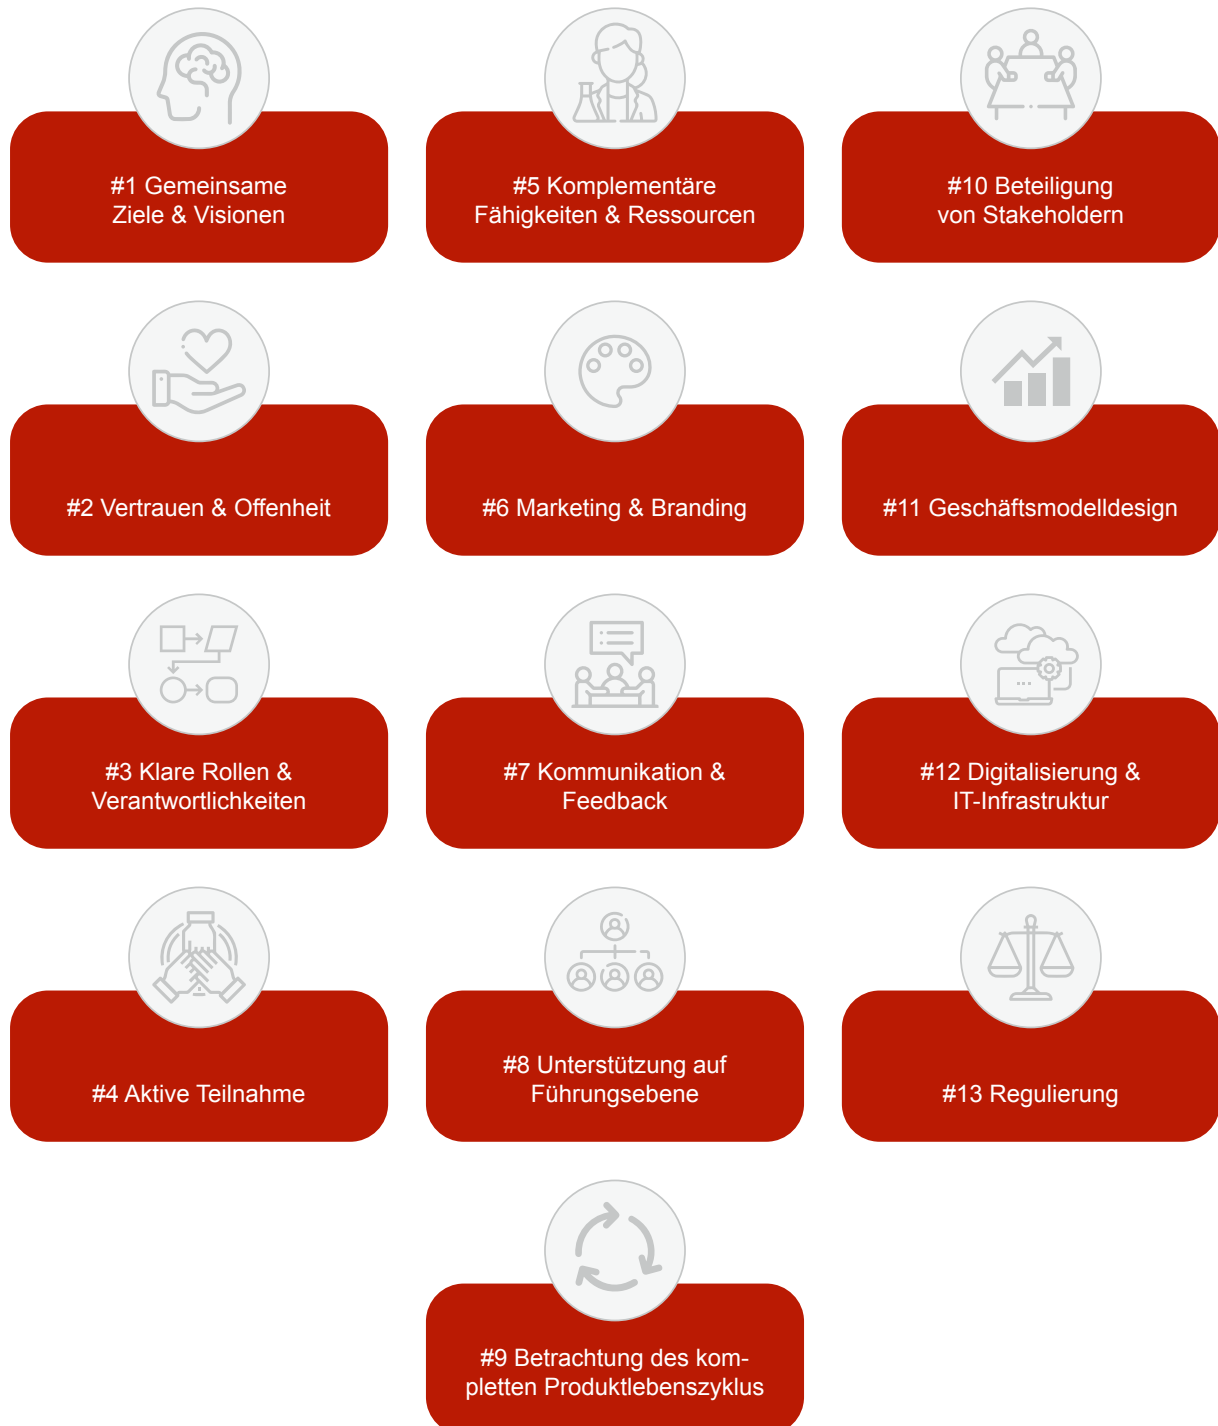 #1 Gemeinsame
Ziele & Visionen
#2 Vertrauen & Offenheit
#3 Klare Rollen &
Verantwortlichkeiten
#4 Aktive Teilnahme
#5 Komplementäre
Fähigkeiten & Ressourcen
#6 Marketing & Branding
#7 Kommunikation &
Feedback
#8 Unterstützung auf
Führungsebene
#9 Betrachtung des kom-
pletten Produktlebenszyklus
#10 Beteiligung
von Stakeholdern
#11 Geschäftsmodelldesign
#12 Digitalisierung &
IT-Infrastruktur
#13 Regulierung